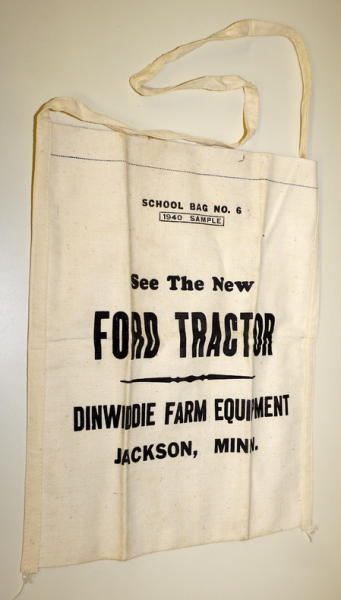 SCHOOL BAG NO. 6
1940 SAMPLE
See The New
FORD TRACTOR
DINWIDDIE FARM EQUIPMENT
JACKSON, MINN.